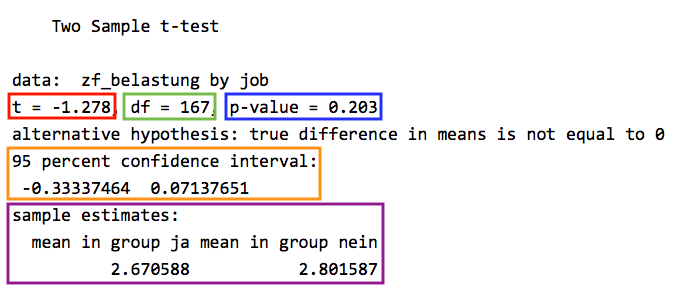 Two Sample t-test
data:  zf_belastung by job
t = -1.278, df = 167, p-value = 0.203
alternative hypothesis: true difference in means is not equal to 0
95 percent confidence interval:
-0.33337464  0.07137651
sample estimates:
mean in group ja mean in group nein
2.670588           2.801587